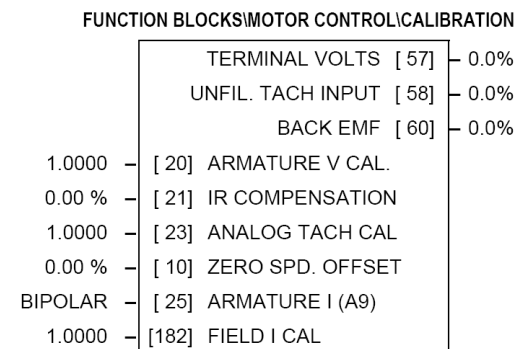 FUNCTION BLOCKS\MOTOR CONTROL\CALIBRATION
TERMINAL VOLTS [ 57] – 0.0%
UNFIL. TACH INPUT [ 58] – 0.0%
BACK EMF [ 60] – 0.0%
1.0000 – [ 20] ARMATURE V CAL.
0.00 % – [ 21] IR COMPENSATION
1.0000 – [ 23] ANALOG TACH CAL
0.00 % – [ 10] ZERO SPD. OFFSET
BIPOLAR – [ 25] ARMATURE I (A9)
1.0000 – [182] FIELD I CAL